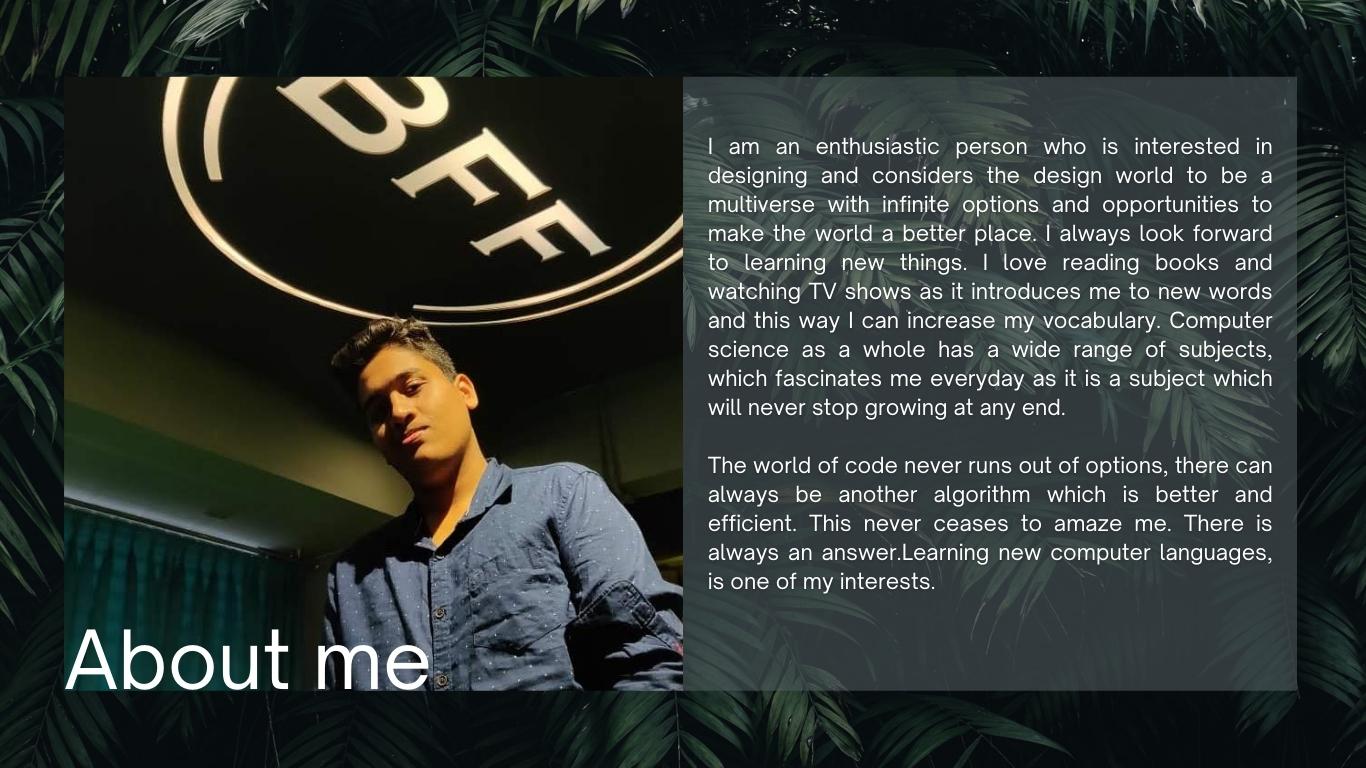 BFF
I am an enthusiastic person who is interested in
designing and considers the design world to be a
multiverse with infinite options and opportunities to
make the world a better place. I always look forward
to learning new things. I love reading books and
watching TV shows as it introduces me to new words
and this way I can increase my vocabulary. Computer
science as a whole has a wide range of subjects,
which fascinates me everyday as it is a subject which
will never stop growing at any end.
The world of code never runs out of options, there can
always be another algorithm which is better and
efficient. This never ceases to amaze me. There is
always an answer.Learning new computer languages,
is one of my interests.
About me